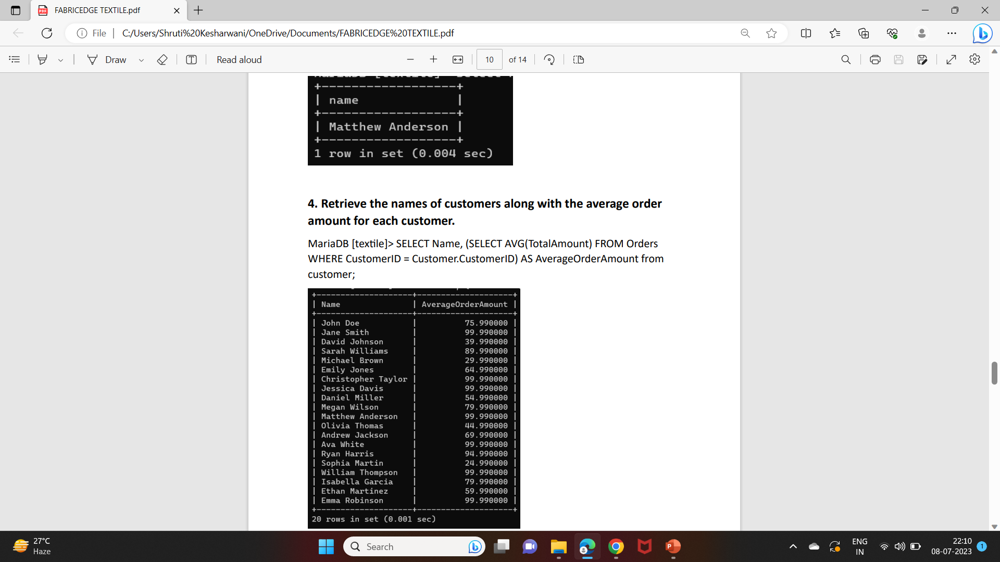 FABRICEDGE TEXTILE.pdf
File
C:/Users/Shruti%20Kesharwani/OneDrive/Documents/FABRICEDGE%20TEXTILE.pdf
Draw
Read aloud
10
of 14
+------------------+
| name             |
+------------------+
| Matthew Anderson |
+------------------+
1 row in set (0.004 sec)
4. Retrieve the names of customers along with the average order
amount for each customer.
MariaDB [textile]> SELECT Name, (SELECT AVG(TotalAmount) FROM Orders
WHERE CustomerID = Customer.CustomerID) AS AverageOrderAmount from
customer;
+--------------------+--------------------+
| Name               | AverageOrderAmount |
+--------------------+--------------------+
| John Doe           |          75.990000 |
| Jane Smith         |          99.990000 |
| David Johnson      |          39.990000 |
| Sarah Williams     |          89.990000 |
| Michael Brown      |          29.990000 |
| Emily Jones        |          64.990000 |
| Christopher Taylor |          99.990000 |
| Jessica Davis      |          99.990000 |
| Daniel Miller      |          54.990000 |
| Megan Wilson       |          79.990000 |
| Matthew Anderson   |          99.990000 |
| Olivia Thomas      |          44.990000 |
| Andrew Jackson     |          69.990000 |
| Ava White          |          99.990000 |
| Ryan Harris        |          94.990000 |
| Sophia Martin      |          24.990000 |
| William Thompson   |          99.990000 |
| Isabella Garcia    |          79.990000 |
| Ethan Martinez     |          59.990000 |
| Emma Robinson      |          99.990000 |
+--------------------+--------------------+
20 rows in set (0.001 sec)
27°C
Haze
Search
ENG
IN
22:10
08-07-2023
1